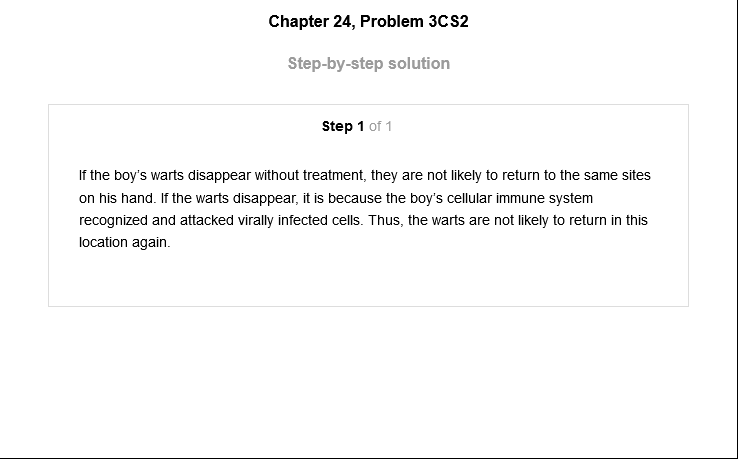 Chapter 24, Problem 3CS2
Step-by-step solution
Step 1 of 1
If the boy’s warts disappear without treatment, they are not likely to return to the same sites
on his hand. If the warts disappear, it is because the boy’s cellular immune system
recognized and attacked virally infected cells. Thus, the warts are not likely to return in this
location again.